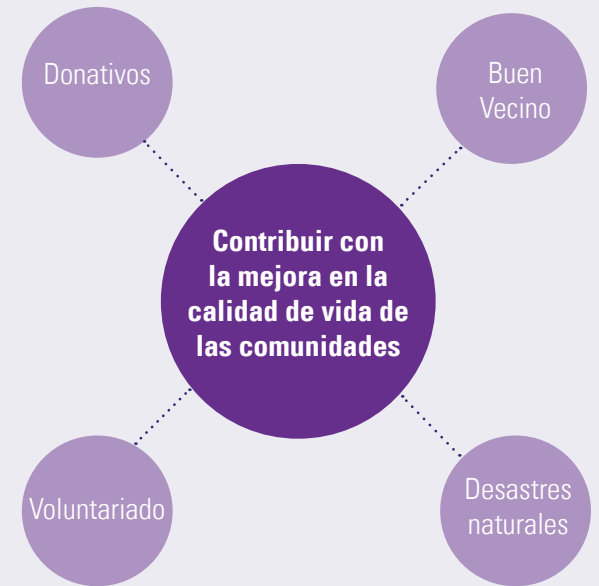 Donativos
Buen
Vecino
Contribuir con
la mejora en la
calidad de vida de
las comunidades
Voluntariado
Desastres
naturales